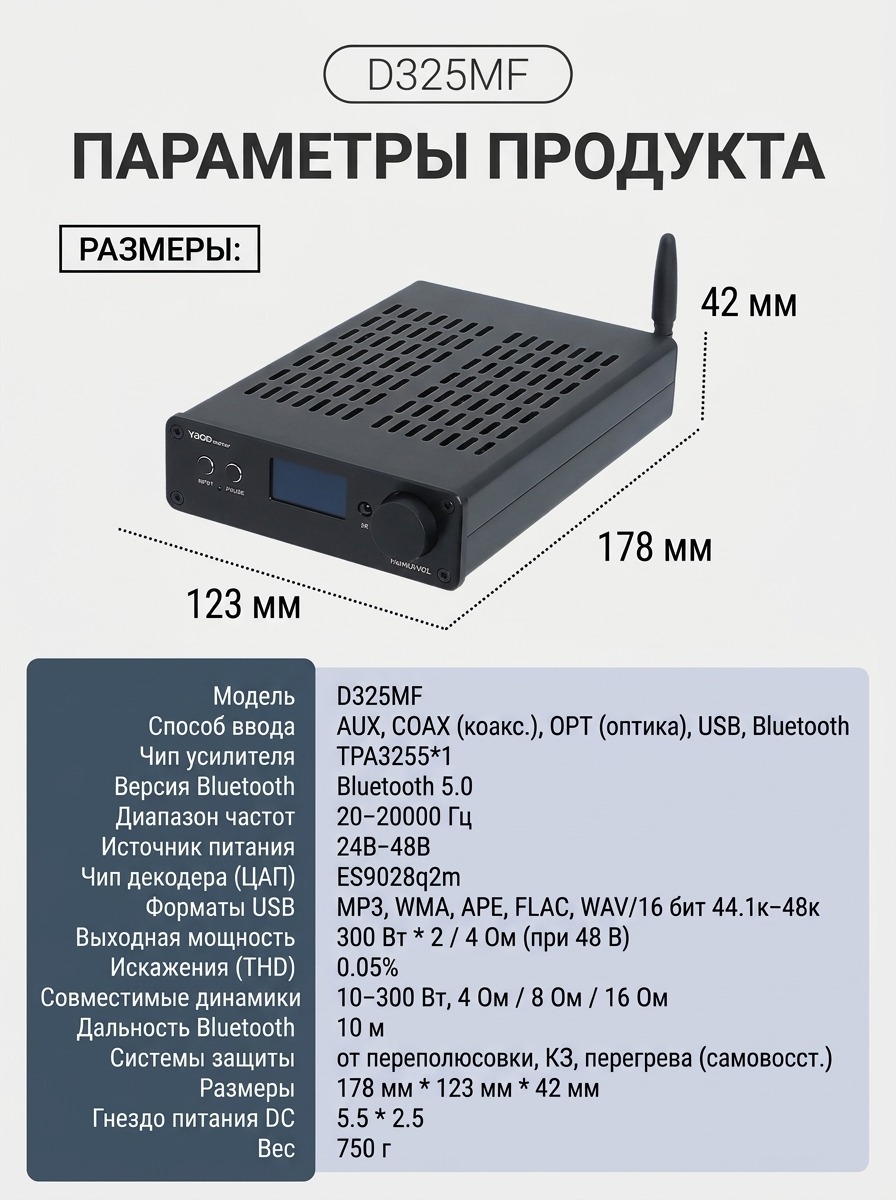 D325MF
ПАРАМЕТРЫ ПРОДУКТА
РАЗМЕРЫ:
42 мм
178 мм
123 мм
YAOD
Модель D325MF
Способ ввода AUX, COAX (коакс.), OPT (оптика), USB, Bluetooth
Чип усилителя TPA3255*1
Версия Bluetooth Bluetooth 5.0
Диапазон частот 20–20000 Гц
Источник питания 24В–48В
Чип декодера (ЦАП) ES9028q2m
Форматы USB MP3, WMA, APE, FLAC, WAV/16 бит 44.1к–48к
Выходная мощность 300 Вт * 2 / 4 Ом (при 48 В)
Искажения (THD) 0.05%
Совместимые динамики 10–300 Вт, 4 Ом / 8 Ом / 16 Ом
Дальность Bluetooth 10 м
Системы защиты от переполюсовки, КЗ, перегрева (самовосст.)
Размеры 178 мм * 123 мм * 42 мм
Гнездо питания DC 5.5 * 2.5
Вес 750 г